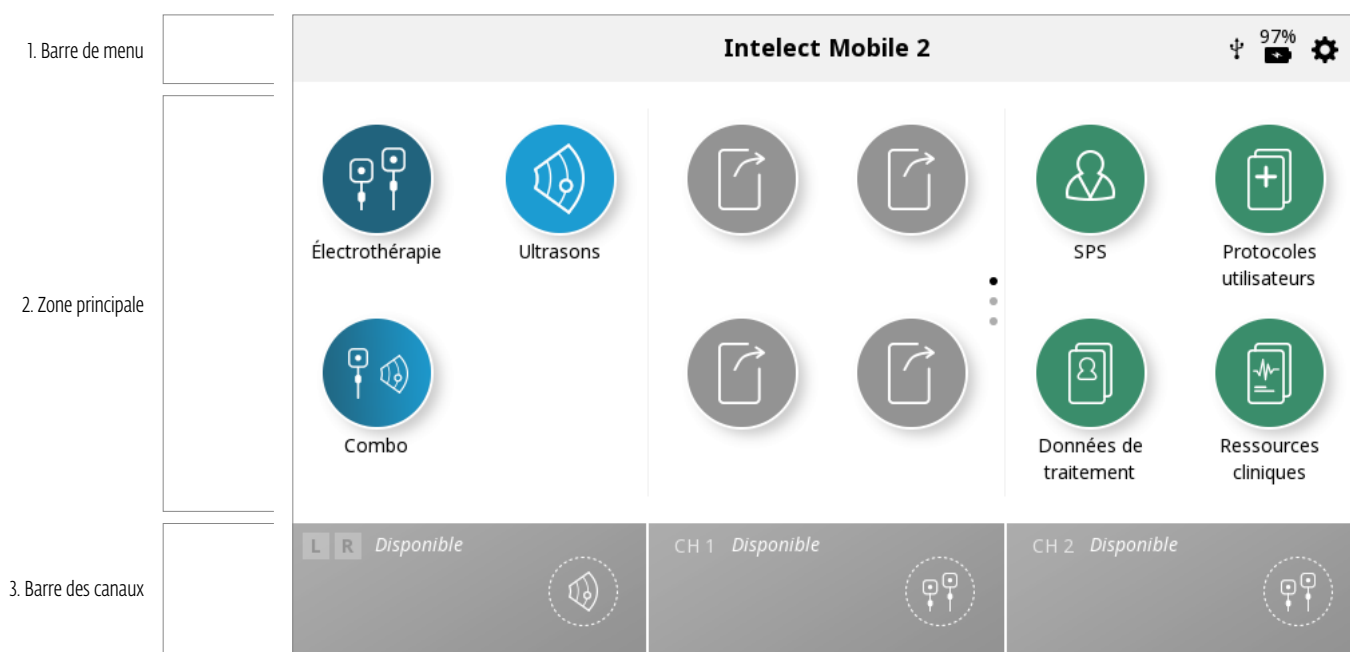 1. Barre de menu
Intelect Mobile 2
97%
Électrothérapie
Ultrasons
SPS
Protocoles
utilisateurs
2. Zone principale
Combo
Données de
traitement
Ressources
cliniques
3. Barre des canaux
L R Disponible
CH 1 Disponible
CH 2 Disponible